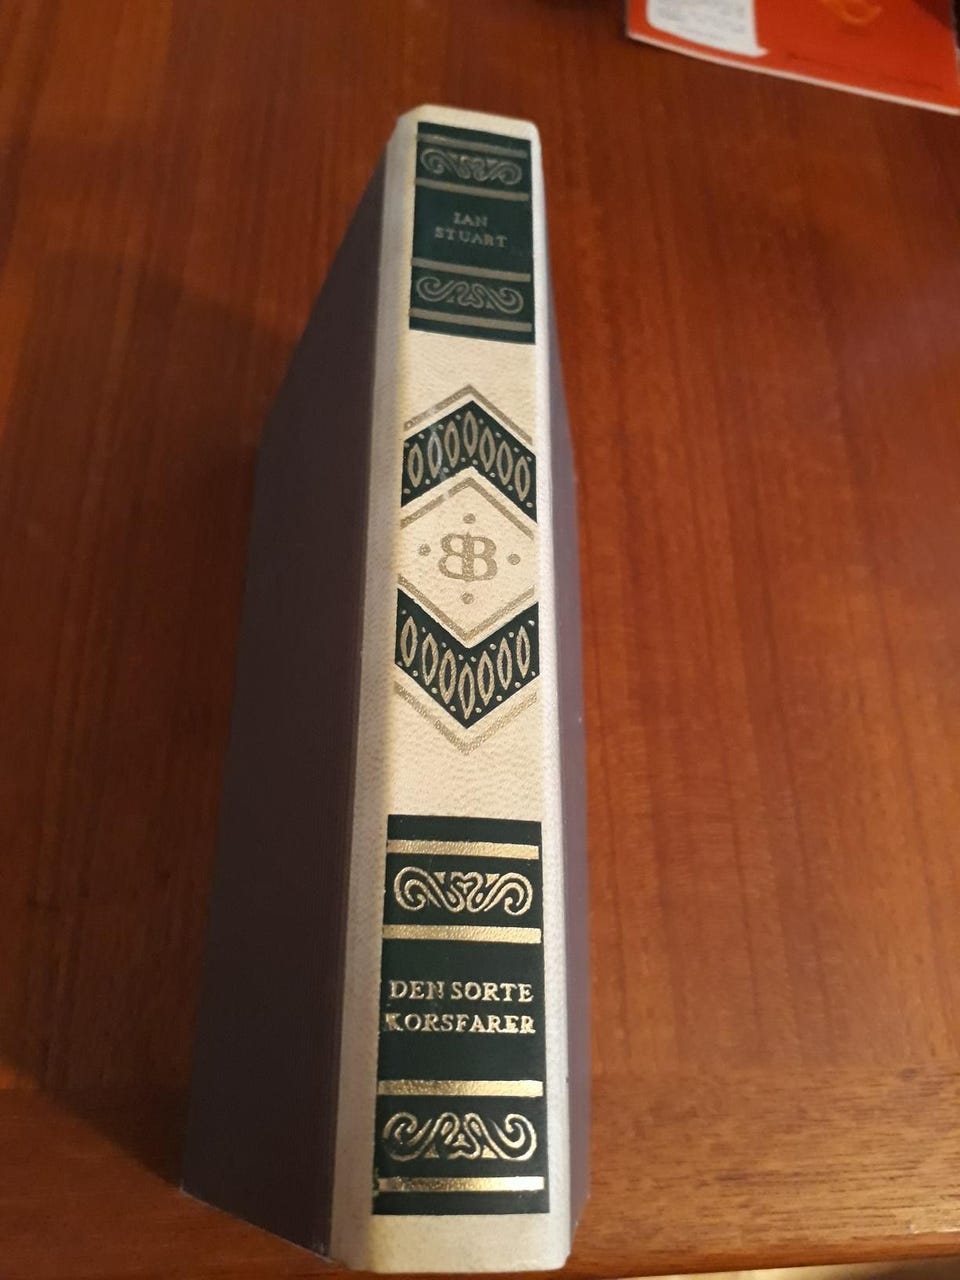 IAN
STUART
BB
DEN SORTE
KORSFARER